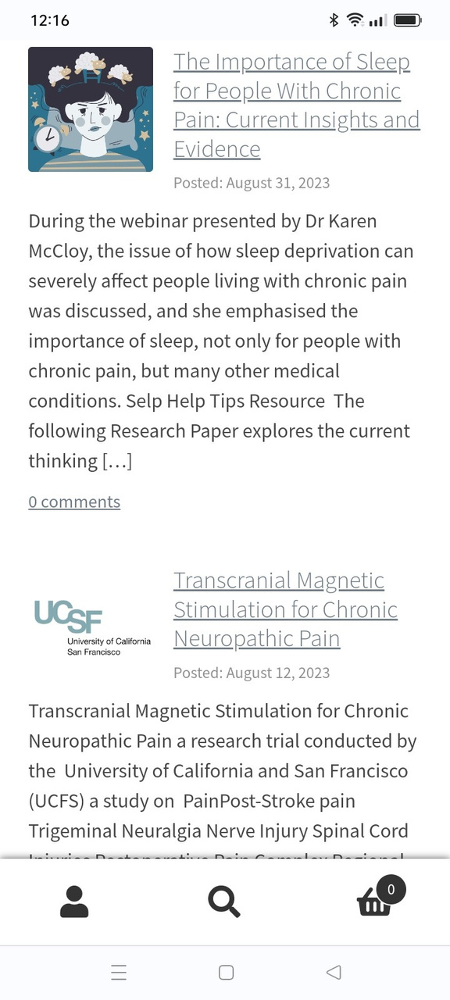 12:16
The Importance of Sleep
for People With Chronic
Pain: Current Insights and
Evidence
Posted: August 31, 2023
During the webinar presented by Dr Karen
McCloy, the issue of how sleep deprivation can
severely affect people living with chronic pain
was discussed, and she emphasised the
importance of sleep, not only for people with
chronic pain, but many other medical
conditions. Selp Help Tips Resource  The
following Research Paper explores the current
thinking […]
0 comments
UCSF
University of California
San Francisco
Transcranial Magnetic
Stimulation for Chronic
Neuropathic Pain
Posted: August 12, 2023
Transcranial Magnetic Stimulation for Chronic
Neuropathic Pain a research trial conducted by
the  University of California and San Francisco
(UCFS) a study on  PainPost-Stroke pain
Trigeminal Neuralgia Nerve Injury Spinal Cord
Injuries Postoperative Pain Complex Regional
0